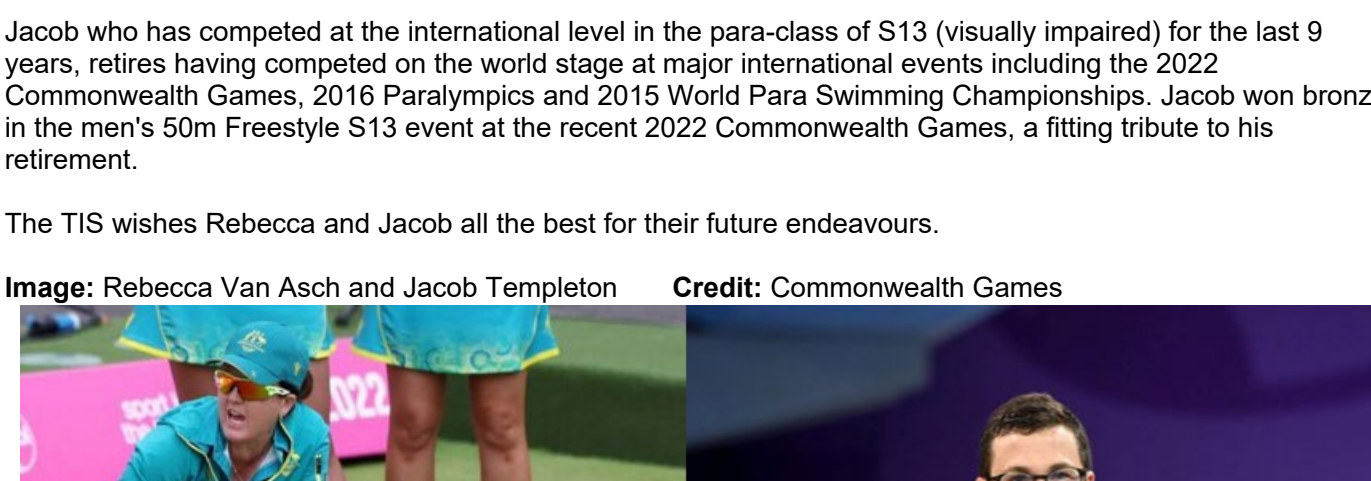 Jacob who has competed at the international level in the para-class of S13 (visually impaired) for the last 9
years, retires having competed on the world stage at major international events including the 2022
Commonwealth Games, 2016 Paralympics and 2015 World Para Swimming Championships. Jacob won bronz
in the men's 50m Freestyle S13 event at the recent 2022 Commonwealth Games, a fitting tribute to his
retirement.
The TIS wishes Rebecca and Jacob all the best for their future endeavours.
Image: Rebecca Van Asch and Jacob Templeton Credit: Commonwealth Games
sport
2022